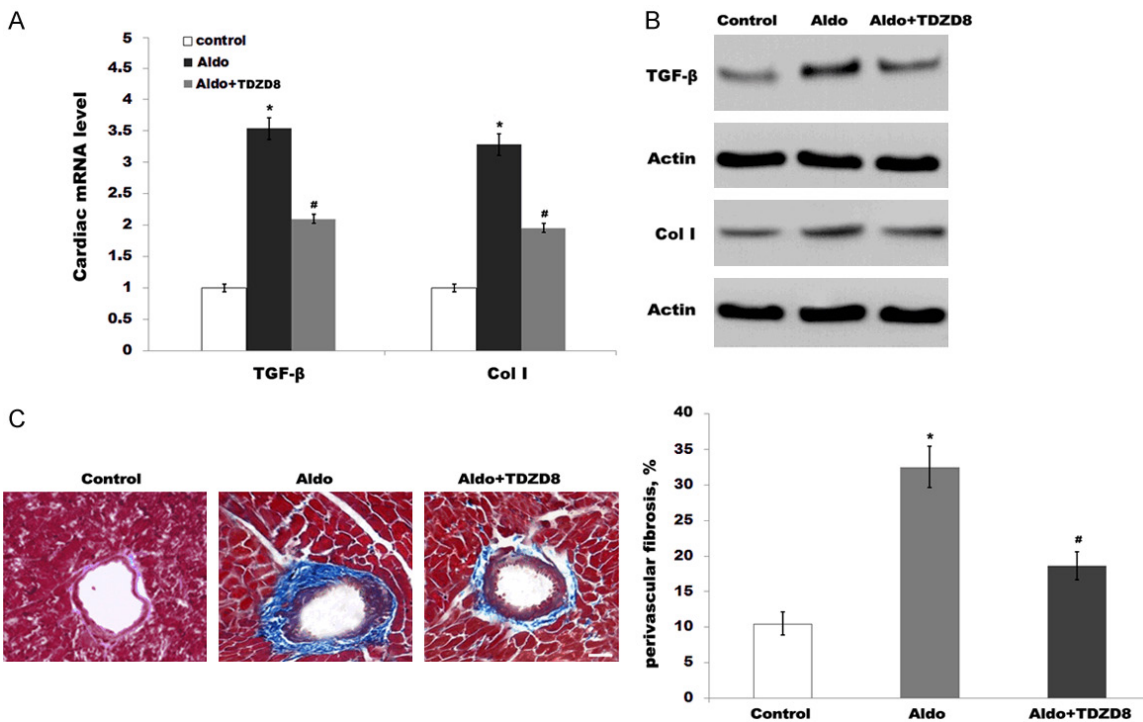 A
5
4.5
4
3.5
3
2.5
2
1.5
1
0.5
0
Cardiac mRNA level
control
Aldo
Aldo+TDZD8
*
#
*
#
TGF-β
Col I
B
Control Aldo Aldo+TDZD8
TGF-β
Actin
Col I
Actin
C
Control
Aldo
Aldo+TDZD8
40
35
30
25
20
15
10
5
0
perivascular fibrosis, %
*
#
Control
Aldo
Aldo+TDZD8